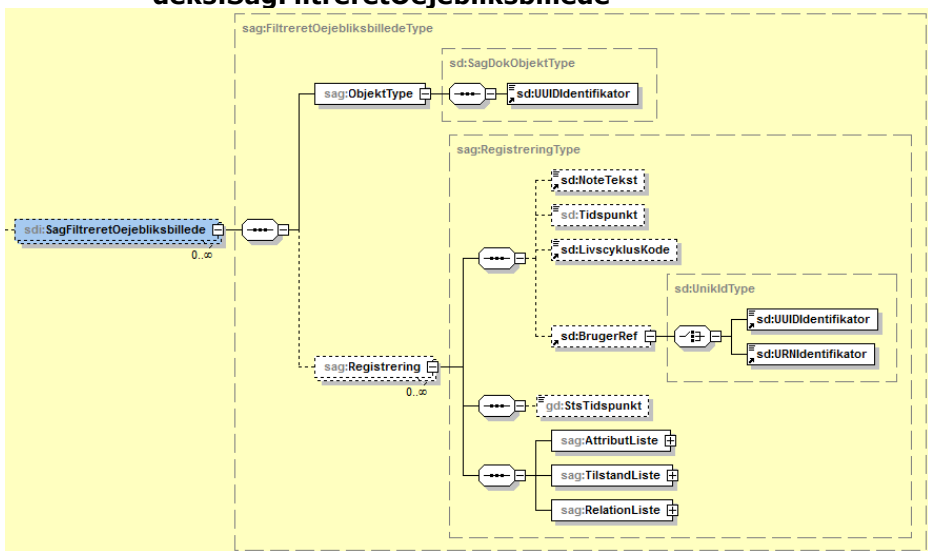 deks.SagFiltreretOejebliksbillede
sag:FiltreretOejebliksbilledeType
sd:SagDokObjektType
sag:ObjektType
sd:UUIDIdentifikator
sag:RegistreringType
sd:NoteTekst
sd:Tidspunkt
sdi:SagFiltreretOejebliksbillede
0..∞
sd:LivscyklusKode
sd:UnikIdType
sd:UUIDIdentifikator
sd:BrugerRef
sd:URNIdentifikator
sag:Registrering
0..∞
gd:StsTidspunkt
sag:AttributListe
sag:TilstandListe
sag:RelationListe